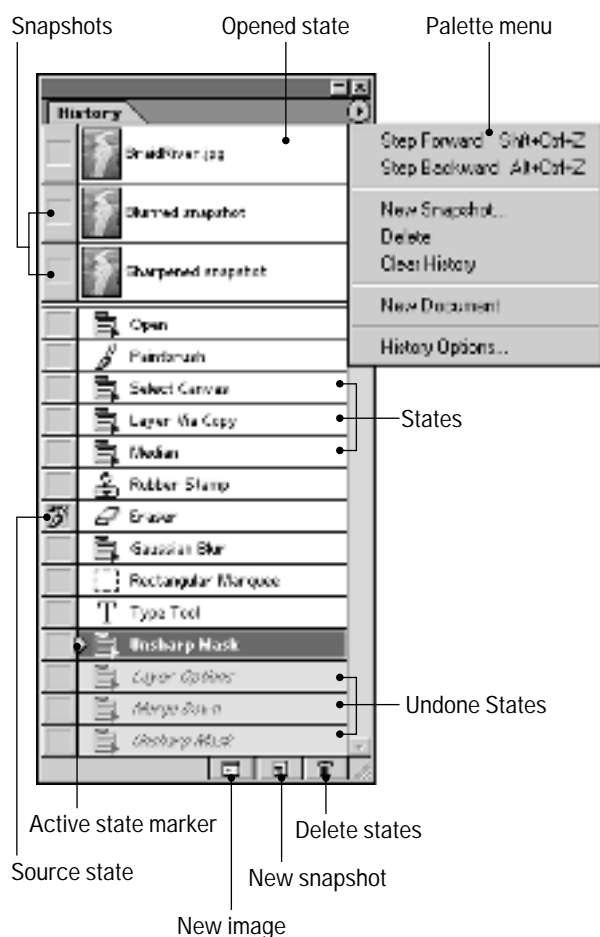 Snapshots Opened state Palette menu
History
BraidRiver.jpg
Step Forward Shft+Ctrl+Z
Step Backward Alt+Ctrl+Z
Blurred snapshot
New Snapshot...
Delete
Sharpened snapshot
Clear History
New Document
Open
History Options...
Paintbrush
Select Canvas
Layer Via Copy
States
Median
Rubber Stamp
Eraser
Gaussian Blur
Rectangular Marquee
T Type Tool
Unsharp Mask
Layer Options
Merge Down
Undone States
Unsharp Mask
Active state marker
Delete states
Source state
New snapshot
New image